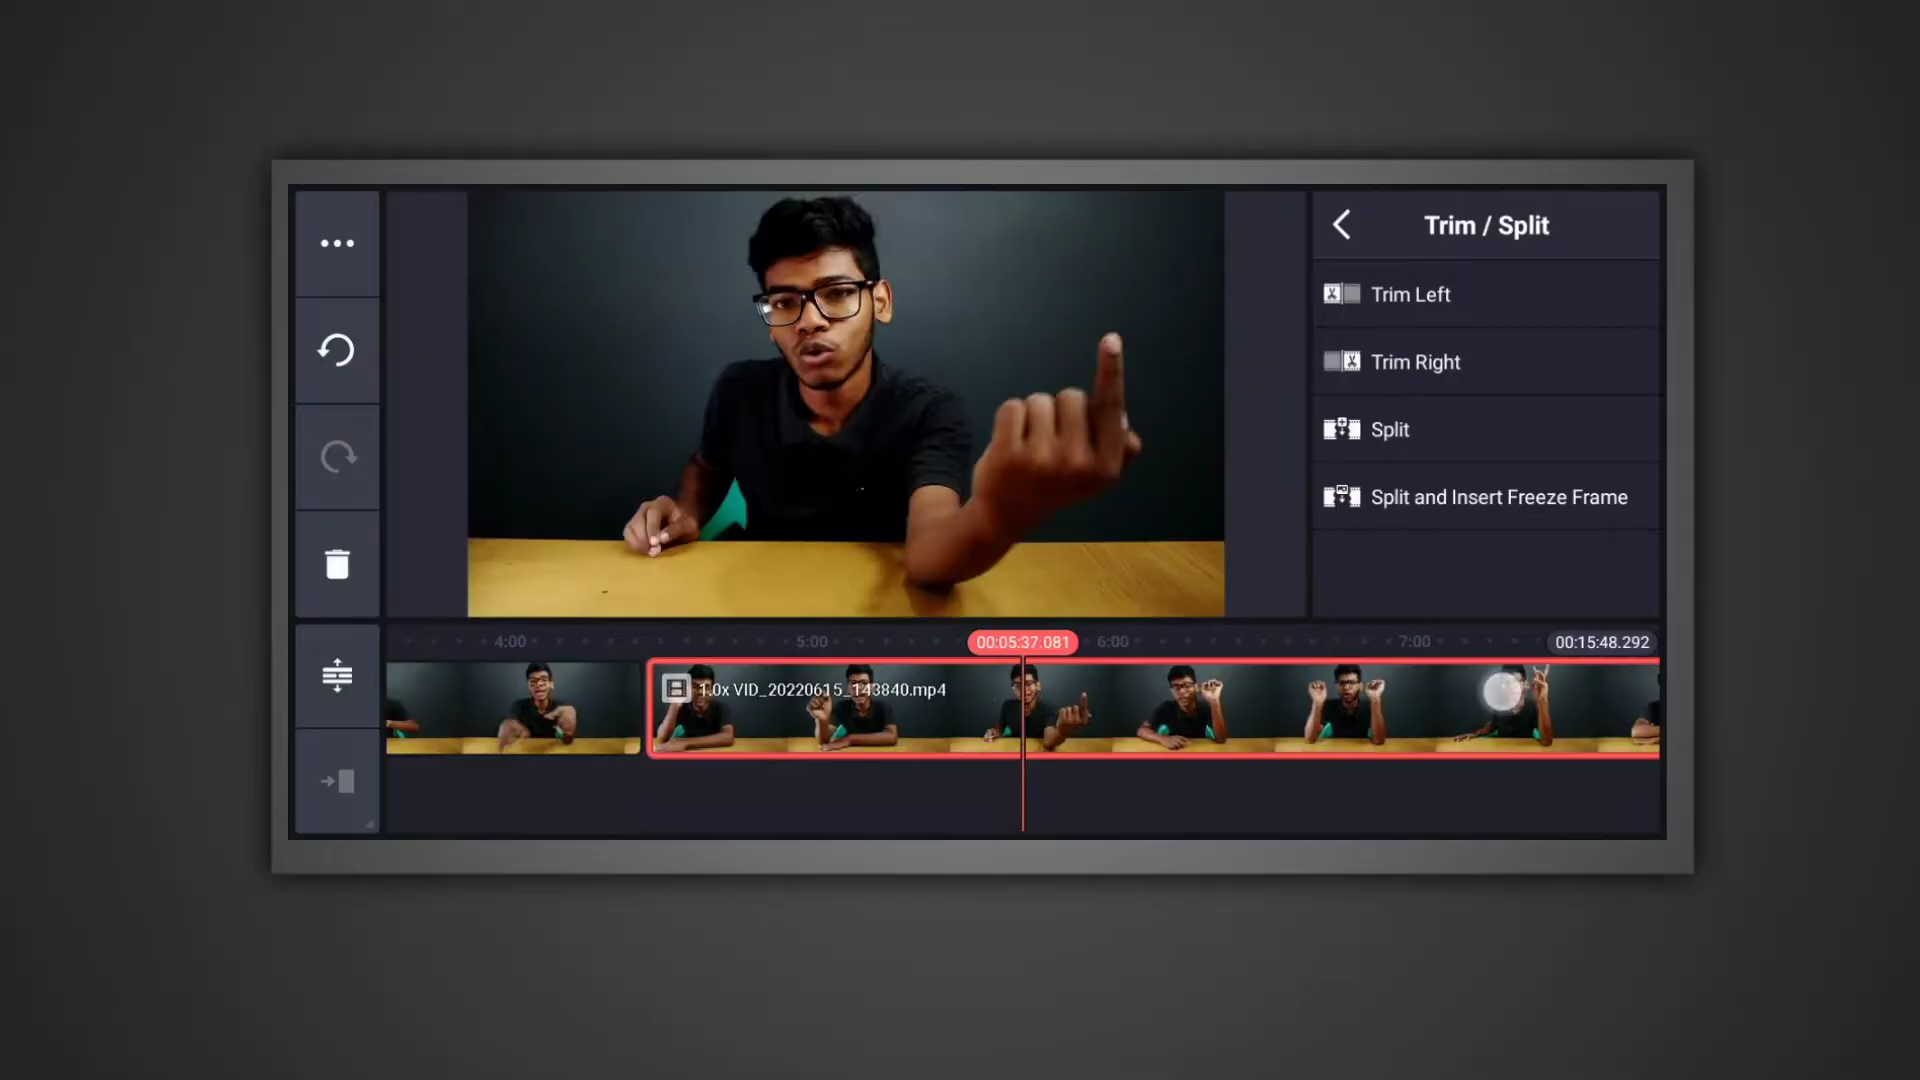 Trim / Split
Trim Left
Trim Right
Split
Split and Insert Freeze Frame
4:00
5:00
00:05:37.081
6:00
7:00
00:15:48.292
1.0x VID_20220615_143840.mp4